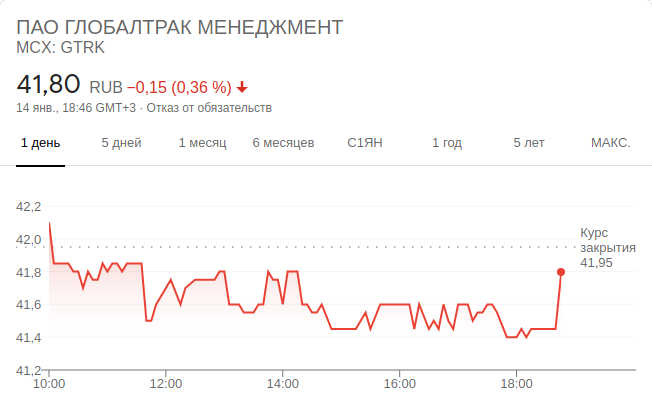 ПАО ГЛОБАЛТРАК МЕНЕДЖМЕНТ
MCX: GTRK
41,80 RUB −0,15 (0,36 %)
14 янв., 18:46 GMT+3 · Отказ от обязательств
1 день 5 дней 1 месяц 6 месяцев С1ЯН 1 год 5 лет МАКС.
42,2
42,0
41,8
41,6
41,4
41,2
Курс
закрытия
41,95
10:00 12:00 14:00 16:00 18:00